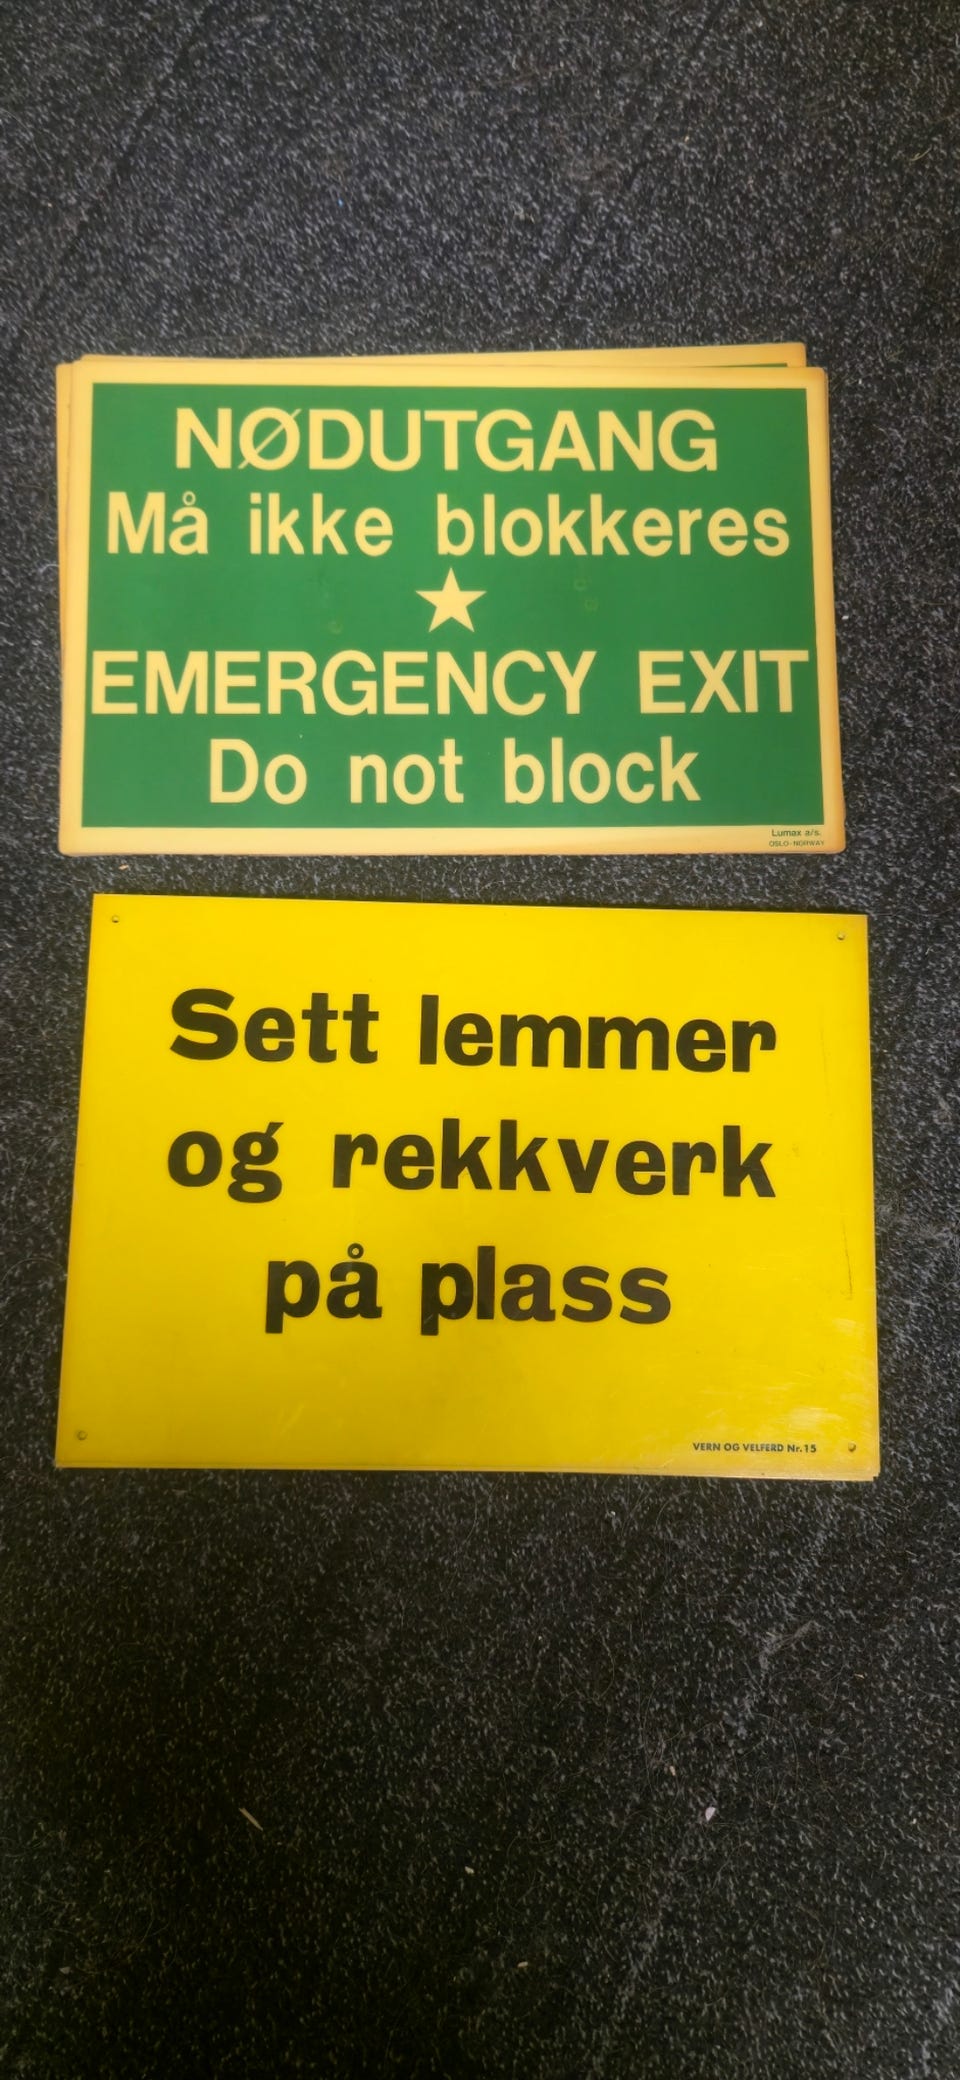 NØDUTGANG
Må ikke blokkeres
EMERGENCY EXIT
Do not block
Lumax a/s.
OSLO-NORWAY
Sett lemmer
og rekkverk
på plass
VERN OG VELFERD Nr.15